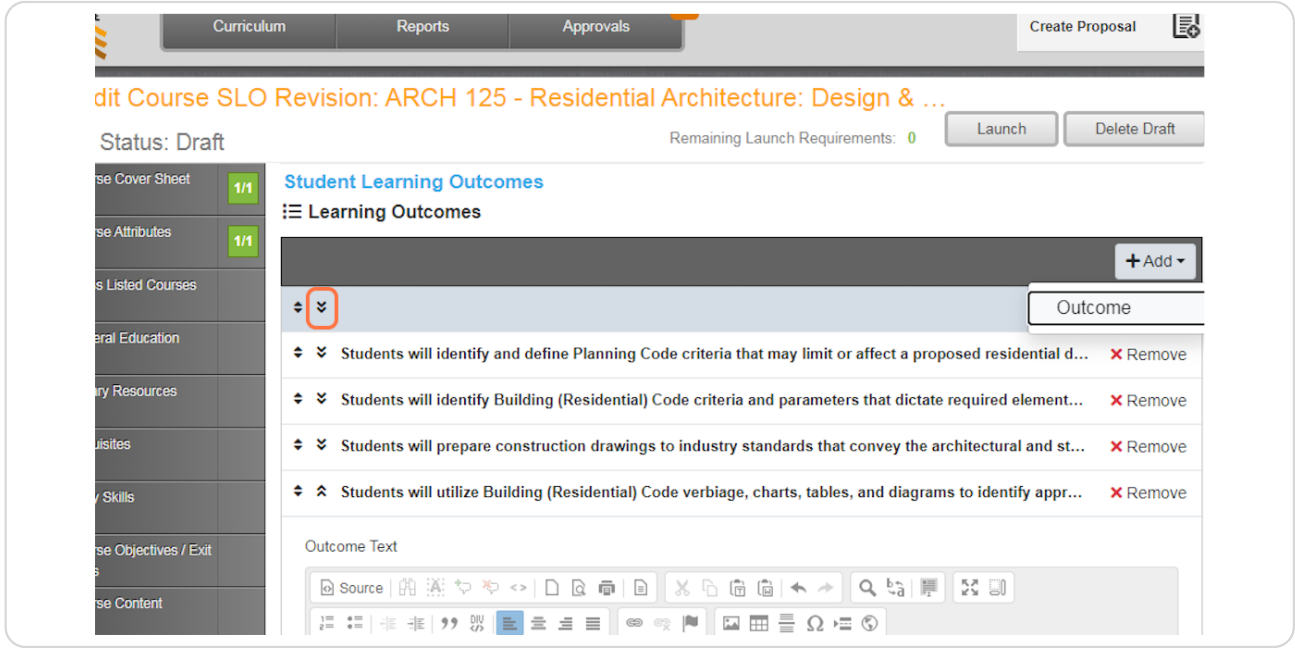 Curriculum
Reports
Approvals
Create Proposal
dit Course SLO Revision: ARCH 125 - Residential Architecture: Design & ...
Status: Draft
Remaining Launch Requirements: 0
Launch
Delete Draft
rse Cover Sheet
1/1
rse Attributes
1/1
s Listed Courses
eral Education
ary Resources
uisites
y Skills
rse Objectives / Exit
s
rse Content
Student Learning Outcomes
Learning Outcomes
+ Add
Outcome
Students will identify and define Planning Code criteria that may limit or affect a proposed residential d... Remove
Students will identify Building (Residential) Code criteria and parameters that dictate required element... Remove
Students will prepare construction drawings to industry standards that convey the architectural and st... Remove
Students will utilize Building (Residential) Code verbiage, charts, tables, and diagrams to identify appr... Remove
Outcome Text
Source